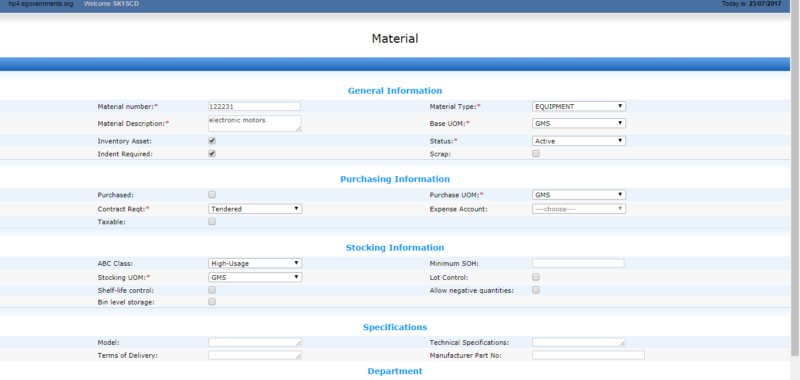 hp4.egovernments.org Welcome SK1SCD Today is: 23/07/2017
Material
General Information
Material number:* 122231 Material Type:* EQUIPMENT
Material Description:* electronic motors Base UOM:* GMS
Inventory Asset: Status:* Active
Indent Required: Scrap:
Purchasing Information
Purchased: Purchase UOM:* GMS
Contract Reqt:* Tendered Expense Account: ---choose---
Taxable:
Stocking Information
ABC Class: High-Usage Minimum SOH:
Stocking UOM:* GMS Lot Control:
Shelf-life control: Allow negative quantities:
Bin level storage:
Specifications
Model: Technical Specifications:
Terms of Delivery: Manufacturer Part No:
Department